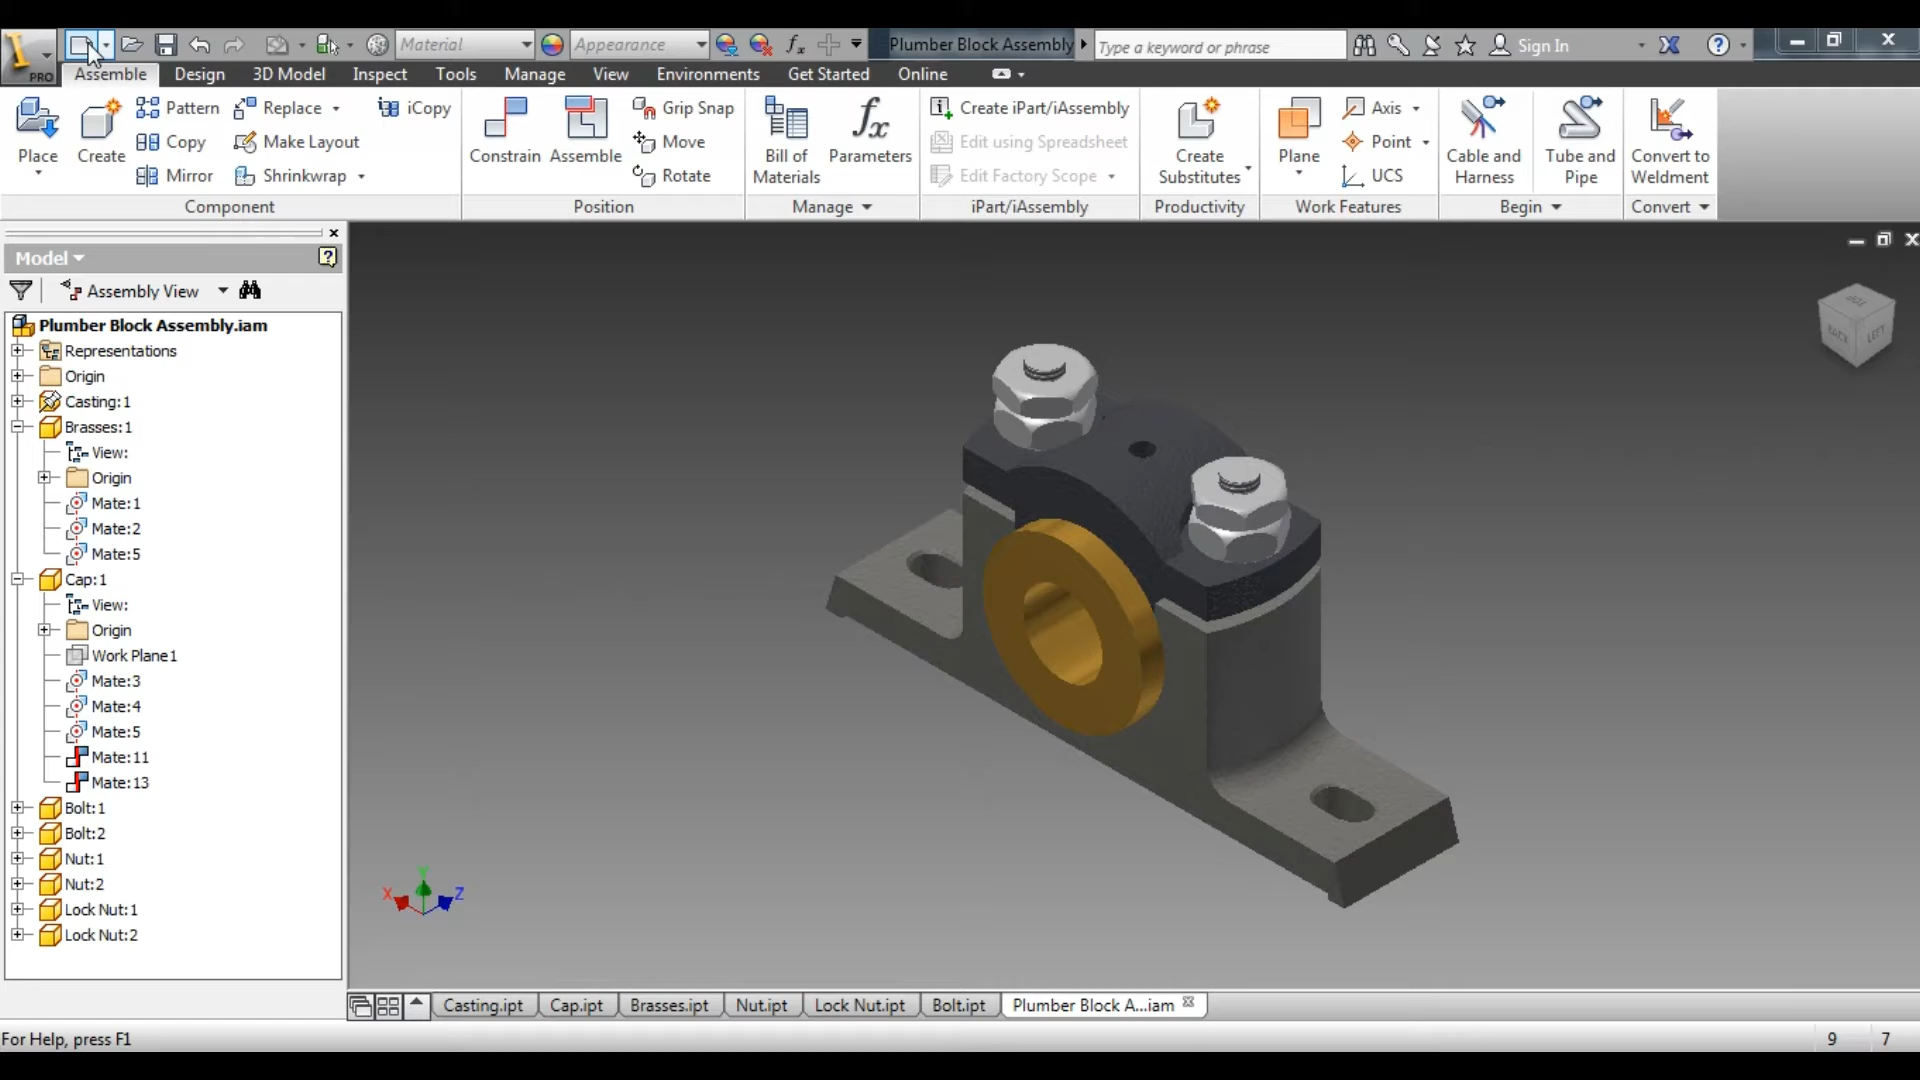 PRO
Material
Appearance
Plumber Block Assembly
Type a keyword or phrase
Sign In
Assemble
Design
3D Model
Inspect
Tools
Manage
View
Environments
Get Started
Online
Place
Create
Pattern
Copy
Mirror
Replace
Make Layout
Shrinkwrap
iCopy
Component
Constrain
Assemble
Grip Snap
Move
Rotate
Position
Bill of
Materials
Parameters
Manage
Create iPart/iAssembly
Edit using Spreadsheet
Edit Factory Scope
iPart/iAssembly
Create
Substitutes
Productivity
Plane
Axis
Point
UCS
Work Features
Cable and
Harness
Tube and
Pipe
Begin
Convert to
Weldment
Convert
Model
Assembly View
Plumber Block Assembly.iam
Representations
Origin
Casting:1
Brasses:1
View:
Origin
Mate:1
Mate:2
Mate:5
Cap:1
View:
Origin
Work Plane1
Mate:3
Mate:4
Mate:5
Mate:11
Mate:13
Bolt:1
Bolt:2
Nut:1
Nut:2
Lock Nut:1
Lock Nut:2
BACK
LEFT
X
Y
Z
Casting.ipt
Cap.ipt
Brasses.ipt
Nut.ipt
Lock Nut.ipt
Bolt.ipt
Plumber Block A...iam
For Help, press F1
9
7